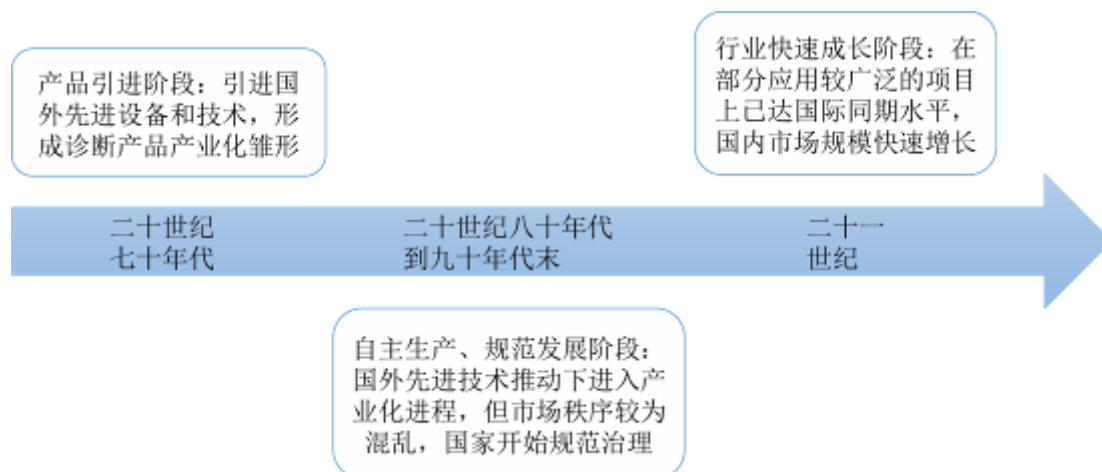 产品引进阶段：引进国
外先进设备和技术，形
成诊断产品产业化雏形
行业快速成长阶段：在
部分应用较广泛的项目
上已达国际同期水平，
国内市场规模快速增长
二十世纪
七十年代
二十世纪八十年代
到九十年代末
二十一
世纪
自主生产、规范发展阶段：
国外先进技术推动下进入产
业化进程，但市场秩序较为
混乱，国家开始规范治理